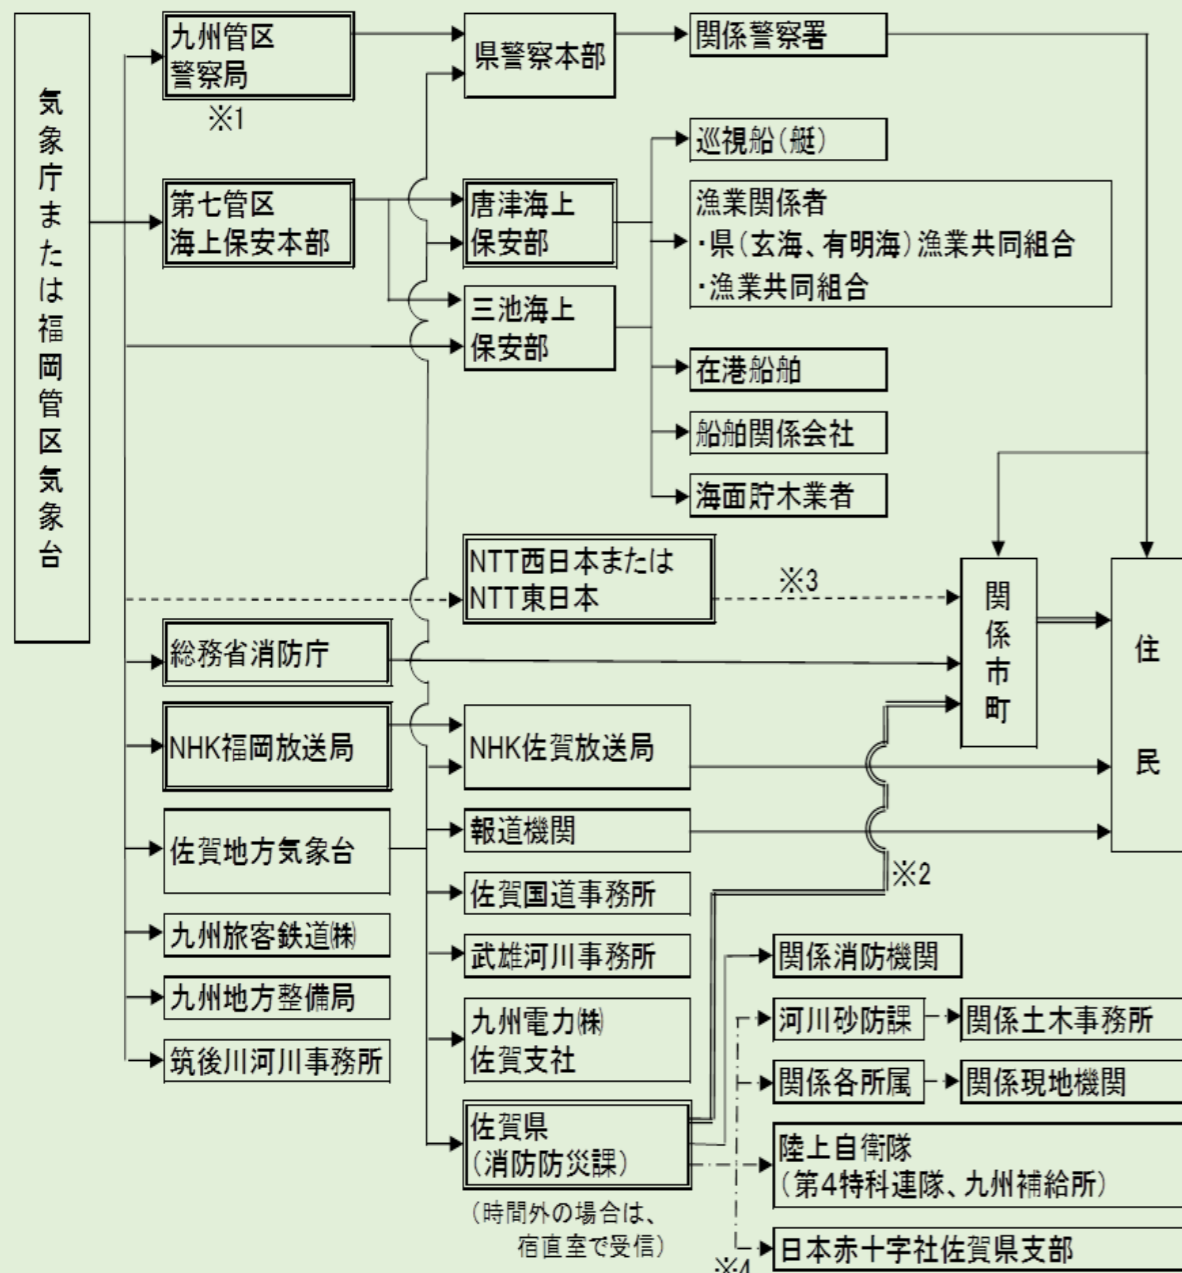 気象庁または福岡管区気象台
九州管区
警察局
※1
県警察本部
関係警察署
第七管区
海上保安本部
唐津海上
保安部
三池海上
保安部
巡視船(艇)
漁業関係者
・県(玄海、有明海)漁業共同組合
・漁業共同組合
在港船舶
船舶関係会社
海面貯木業者
NTT西日本または
NTT東日本
※3
関係市町
住民
総務省消防庁
NHK福岡放送局
NHK佐賀放送局
佐賀地方気象台
報道機関
※2
佐賀国道事務所
九州旅客鉄道㈱
武雄河川事務所
関係消防機関
九州地方整備局
九州電力㈱
佐賀支社
河川砂防課
関係土木事務所
筑後川河川事務所
関係各所属
関係現地機関
佐賀県
(消防防災課)
陸上自衛隊
(第4特科連隊、九州補給所)
(時間外の場合は、
宿直室で受信)
日本赤十字社佐賀県支部
※4